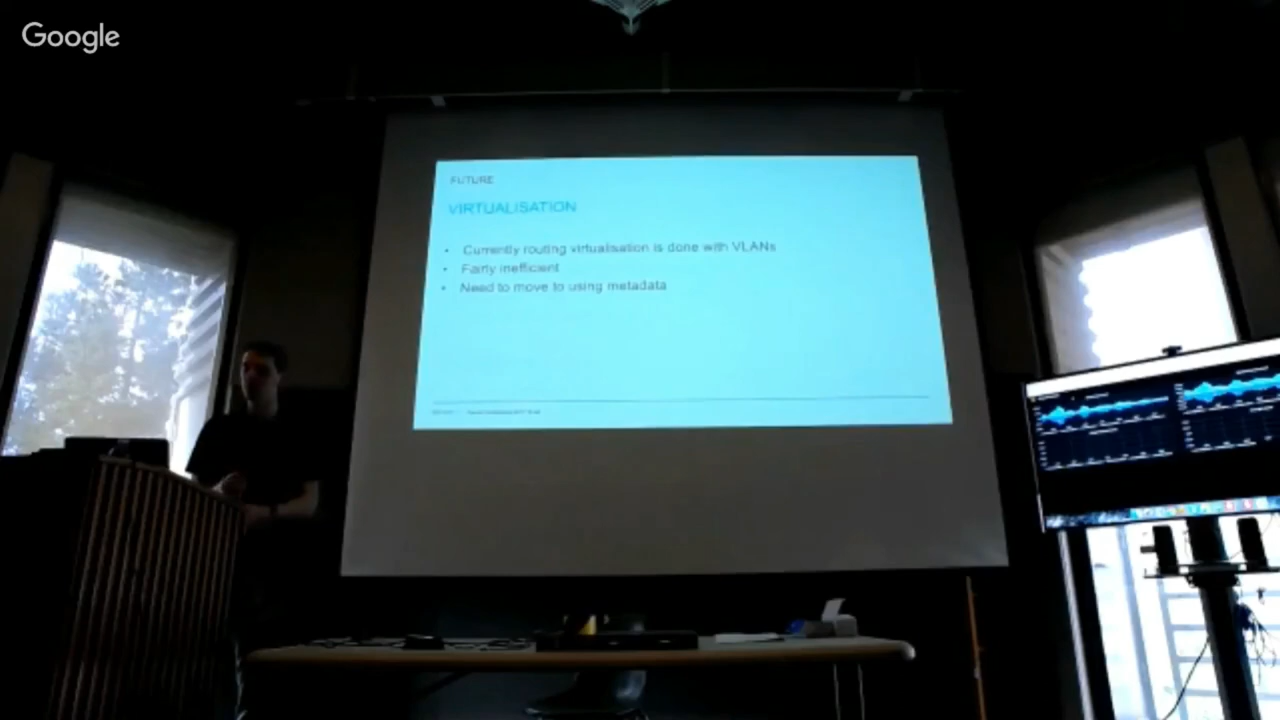 Google
FUTURE
VIRTUALISATION
• Currently routing virtualisation is done with VLANs
• Fairly inefficient
• Need to move to using metadata